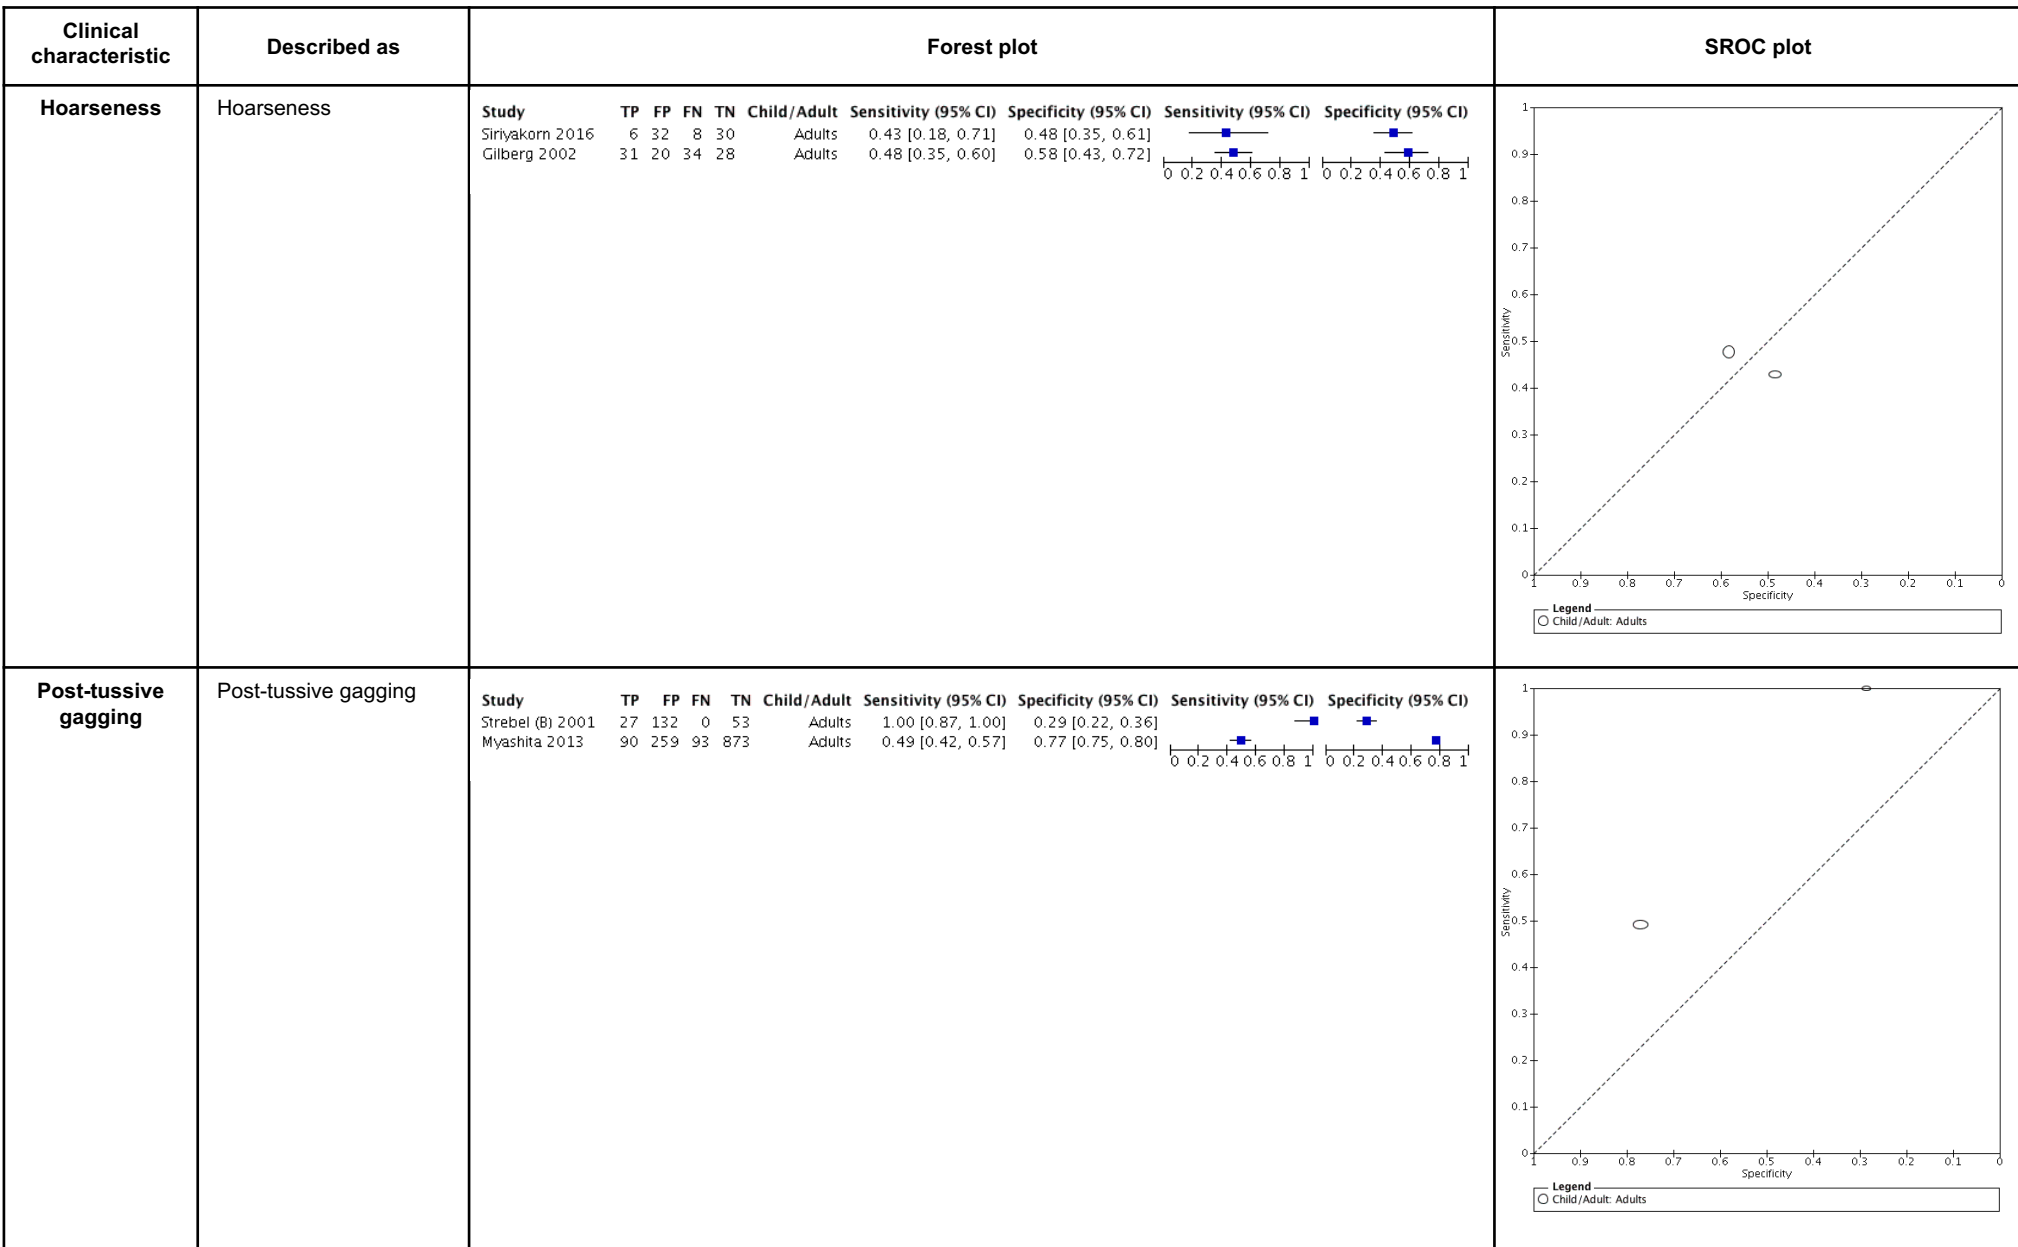 Clinical characteristic
Described as
Forest plot
SROC plot
Hoarseness
Hoarseness
Study TP FP FN TN Child/Adult Sensitivity (95% CI) Specificity (95% CI) Sensitivity (95% CI) Specificity (95% CI)
Siriyakorn 2016 6 32 8 30 Adults 0.43 [0.18, 0.71] 0.48 [0.35, 0.61]
Gilberg 2002 31 20 34 28 Adults 0.48 [0.35, 0.60] 0.58 [0.43, 0.72]
0 0.2 0.4 0.6 0.8 1 0 0.2 0.4 0.6 0.8 1
1
0.9
0.8
0.7
0.6
0.5
0.4
0.3
0.2
0.1
0
Sensitivity
1 0.9 0.8 0.7 0.6 0.5 0.4 0.3 0.2 0.1 0
Specificity
Legend
Child/Adult: Adults
Post-tussive gagging
Post-tussive gagging
Study TP FP FN TN Child/Adult Sensitivity (95% CI) Specificity (95% CI) Sensitivity (95% CI) Specificity (95% CI)
Strebel (B) 2001 27 132 0 53 Adults 1.00 [0.87, 1.00] 0.29 [0.22, 0.36]
Myashita 2013 90 259 93 873 Adults 0.49 [0.42, 0.57] 0.77 [0.75, 0.80]
0 0.2 0.4 0.6 0.8 1 0 0.2 0.4 0.6 0.8 1
1
0.9
0.8
0.7
0.6
0.5
0.4
0.3
0.2
0.1
0
Sensitivity
1 0.9 0.8 0.7 0.6 0.5 0.4 0.3 0.2 0.1 0
Specificity
Legend
Child/Adult: Adults